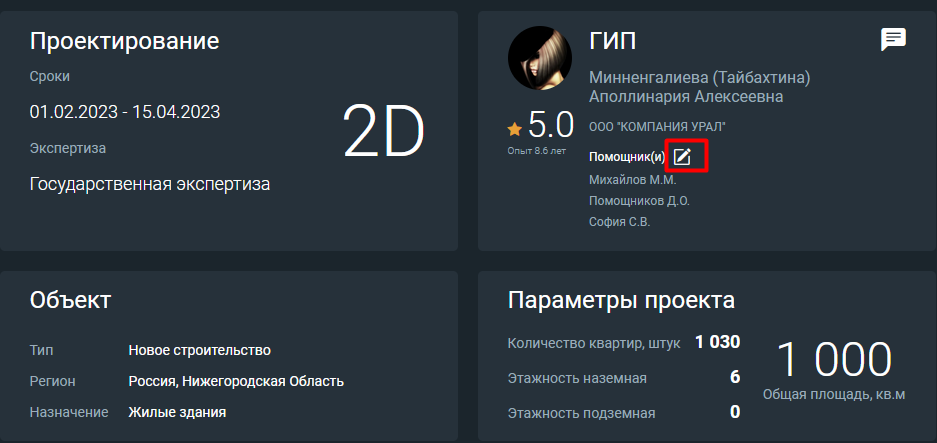 Проектирование
Сроки
01.02.2023 - 15.04.2023
Экспертиза
Государственная экспертиза
2D
ГИП
Минненгалиева (Тайбахтина)
Аполлинария Алексеевна
5.0
Опыт 8.6 лет
ООО "КОМПАНИЯ УРАЛ"
Помощник(и)
Михайлов М.М.
Помощников Д.О.
София С.В.
Объект
Тип Новое строительство
Регион Россия, Нижегородская Область
Назначение Жилые здания
Параметры проекта
Количество квартир, штук 1 030
Этажность наземная 6
Этажность подземная 0
1 000
Общая площадь, кв.м